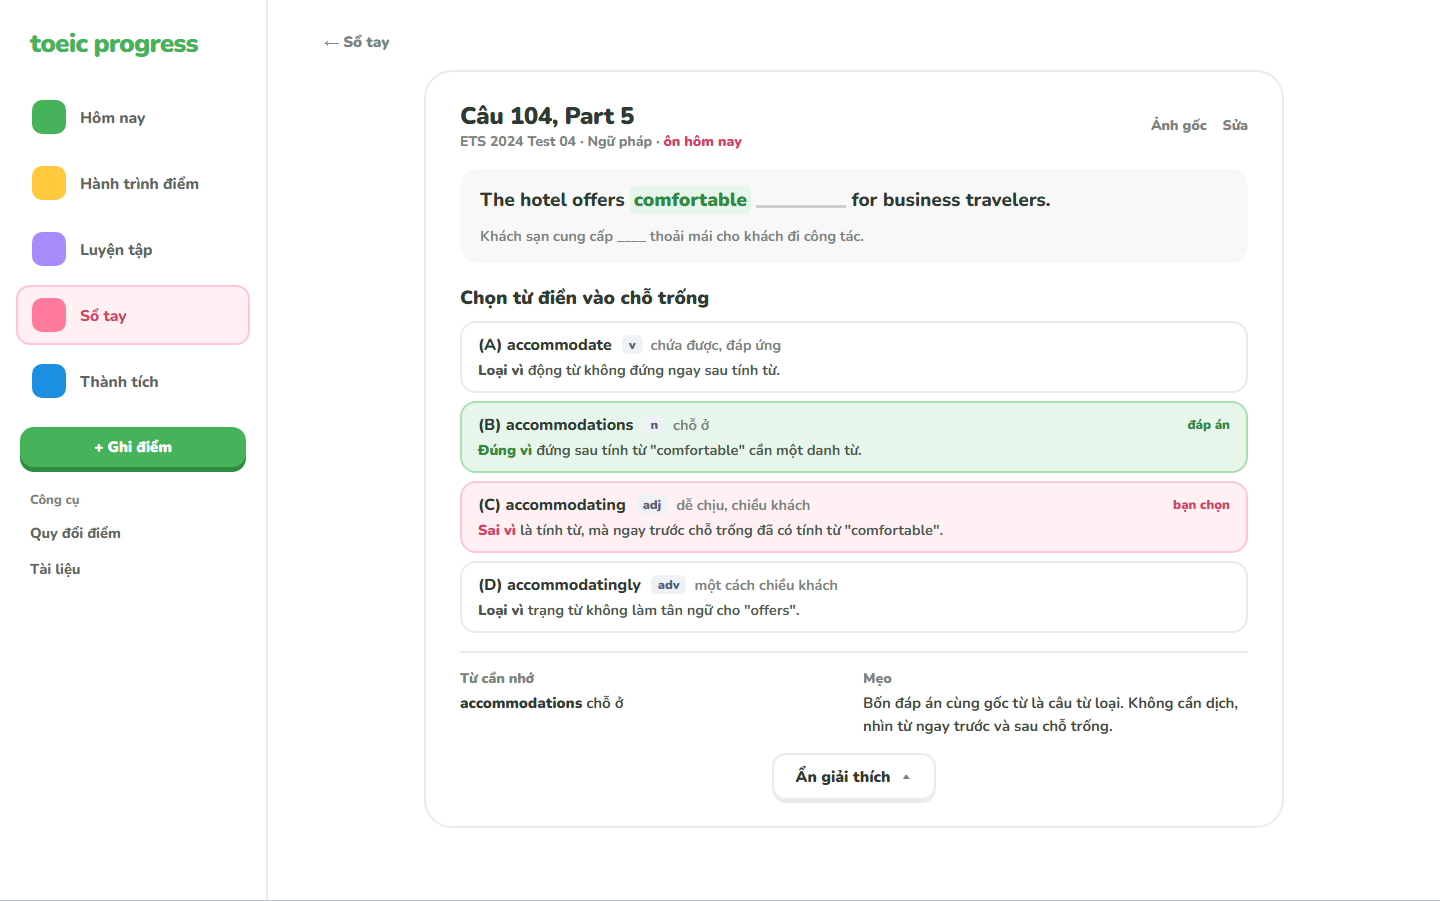 toeic progress
Hôm nay
Hành trình điểm
Luyện tập
Sổ tay
Thành tích
+ Ghi điểm
Công cụ
Quy đổi điểm
Tài liệu
← Sổ tay
Câu 104, Part 5
ETS 2024 Test 04 · Ngữ pháp · ôn hôm nay
Ảnh gốc Sửa
The hotel offers comfortable ________ for business travelers.
Khách sạn cung cấp ____ thoải mái cho khách đi công tác.
Chọn từ điền vào chỗ trống
(A) accommodate v chứa được, đáp ứng
Loại vì động từ không đứng ngay sau tính từ.
(B) accommodations n chỗ ở đáp án
Đúng vì đứng sau tính từ "comfortable" cần một danh từ.
(C) accommodating adj dễ chịu, chiều khách bạn chọn
Sai vì là tính từ, mà ngay trước chỗ trống đã có tính từ "comfortable".
(D) accommodatingly adv một cách chiều khách
Loại vì trạng từ không làm tân ngữ cho "offers".
Từ cần nhớ
accommodations chỗ ở
Mẹo
Bốn đáp án cùng gốc từ là câu từ loại. Không cần dịch,
nhìn từ ngay trước và sau chỗ trống.
Ẩn giải thích